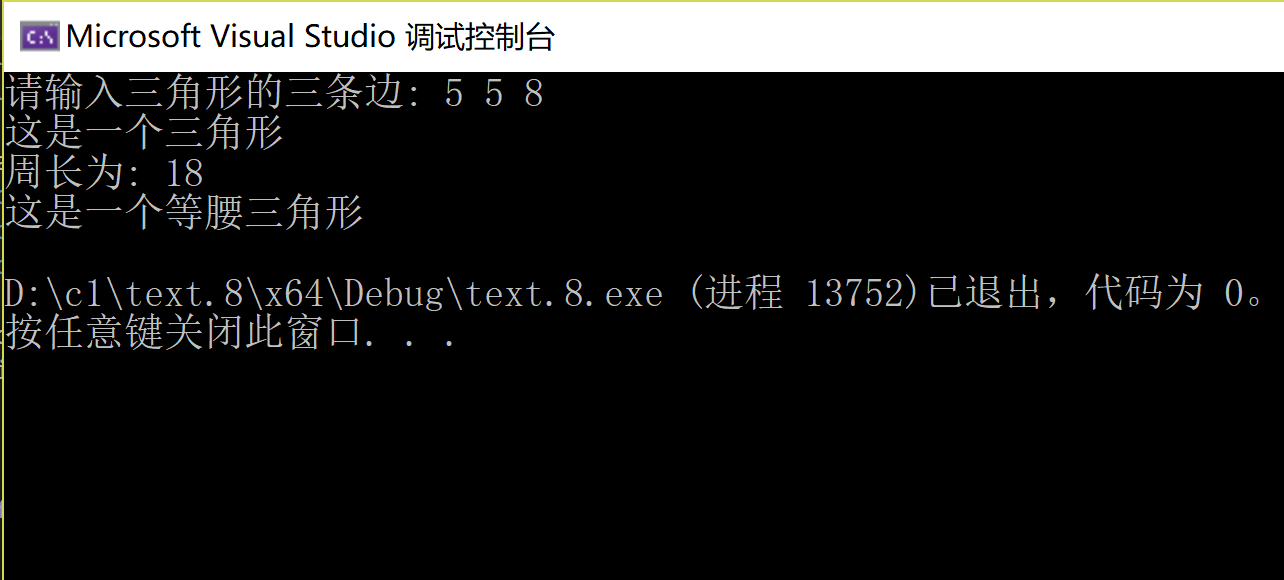 Microsoft Visual Studio 调试控制台
请输入三角形的三条边: 5 5 8
这是一个三角形
周长为: 18
这是一个等腰三角形
D:\c1\text.8\x64\Debug\text.8.exe (进程 13752)已退出，代码为 0。
按任意键关闭此窗口. . .